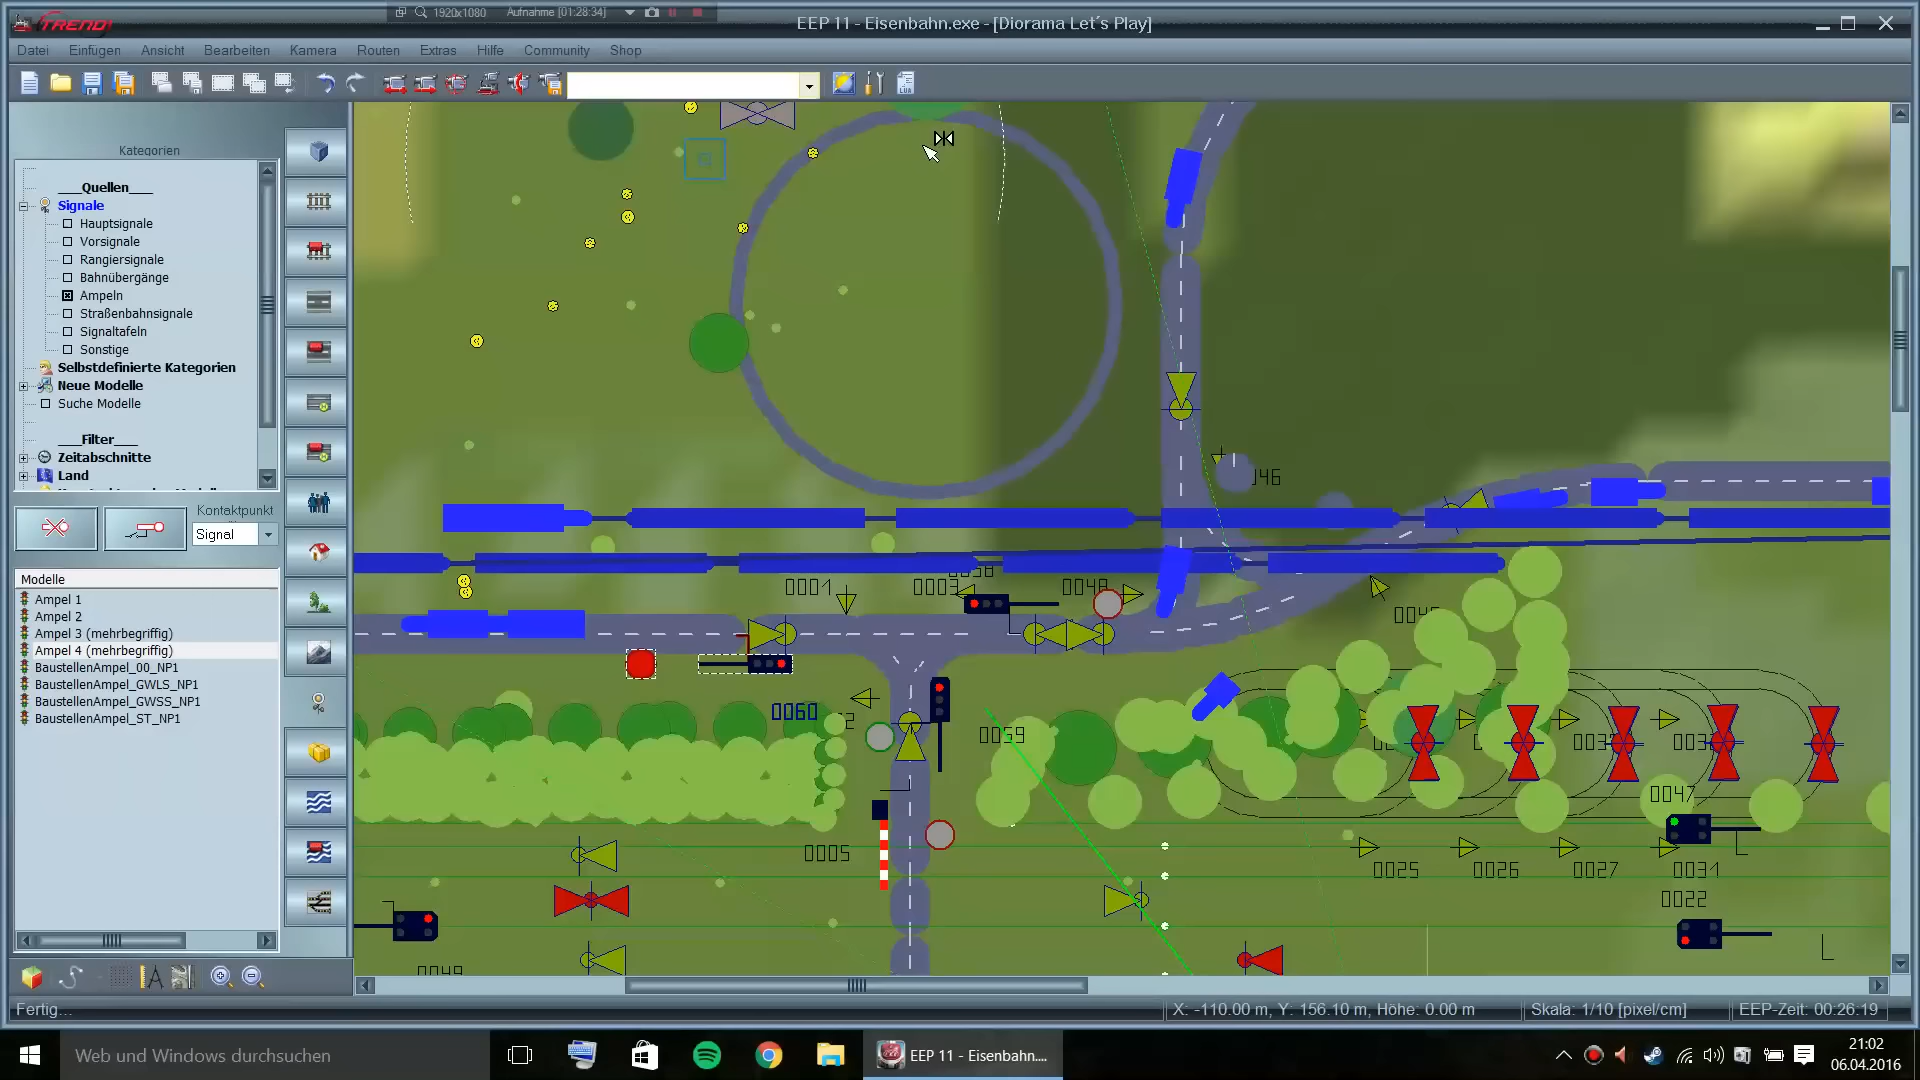 1920x1080 Aufnahme [01:28:34]
TREND
EEP 11 - Eisenbahn.exe - [Diorama Let's Play]
Datei Einfügen Ansicht Bearbeiten Kamera Routen Extras Hilfe Community Shop
Kategorien
___Quellen___
Signale
Hauptsignale
Vorsignale
Rangiersignale
Bahnübergänge
Ampeln
Straßenbahnsignale
Signaltafeln
Sonstige
Selbstdefinierte Kategorien
Neue Modelle
Suche Modelle
___Filter___
Zeitabschnitte
Land
Kontaktpunkt
Signal
Modelle
Ampel 1
Ampel 2
Ampel 3 (mehrbegriffig)
Ampel 4 (mehrbegriffig)
BaustellenAmpel_00_NP1
BaustellenAmpel_GWLS_NP1
BaustellenAmpel_GWSS_NP1
BaustellenAmpel_ST_NP1
0001
0003
0048
0060
0059
0005
0047
0025 0026 0027 0031
0022
0049
Fertig...
X: -110.00 m, Y: 156.10 m, Höhe: 0.00 m
Skala: 1/10 [pixel/cm]
EEP-Zeit: 00:26:19
Web und Windows durchsuchen
EEP 11 - Eisenbahn....
21:02
06.04.2016